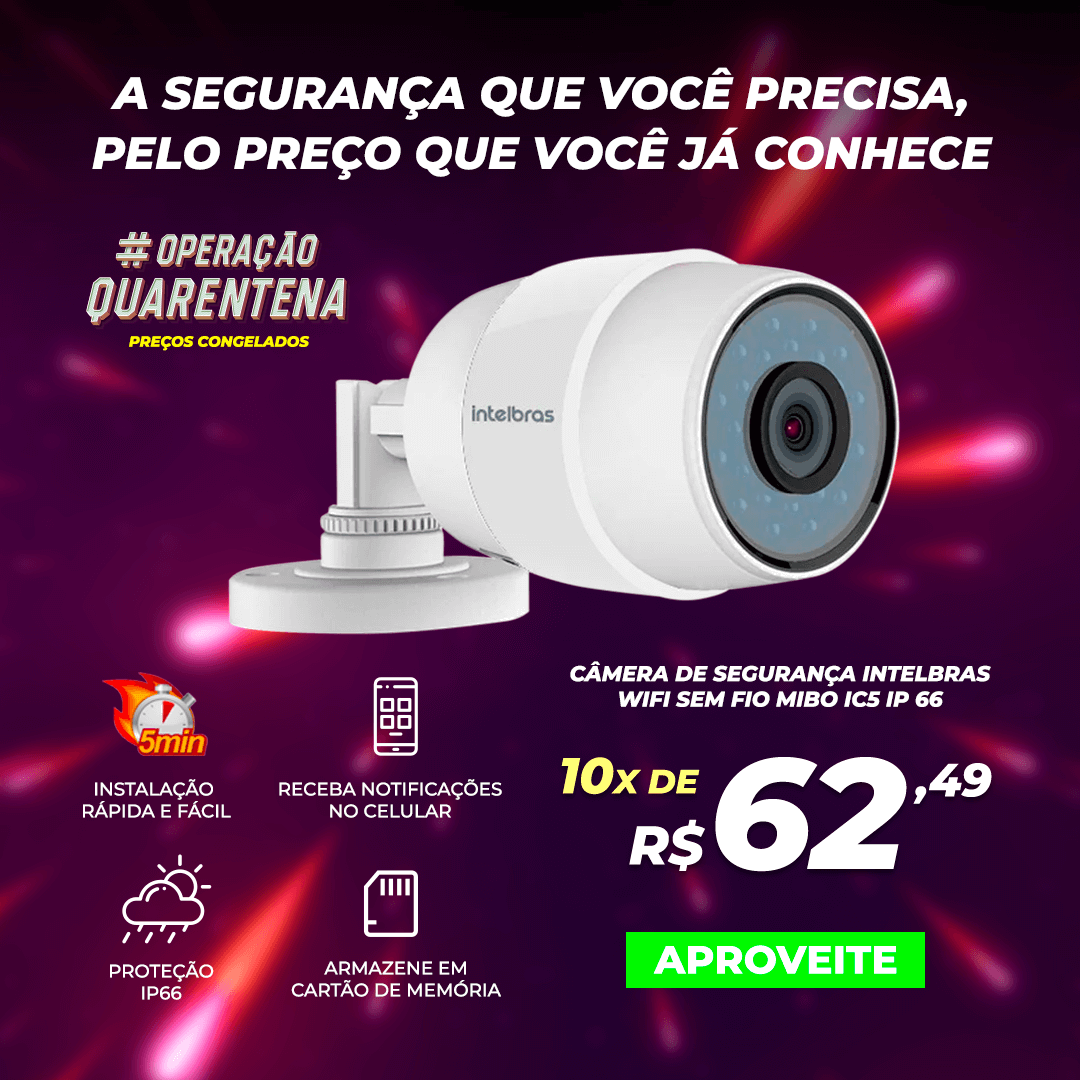 A SEGURANÇA QUE VOCÊ PRECISA,
PELO PREÇO QUE VOCÊ JÁ CONHECE
#OPERAÇÃO
QUARENTENA
PREÇOS CONGELADOS
intelbras
CÂMERA DE SEGURANÇA INTELBRAS
WIFI SEM FIO MIBO IC5 IP 66
5min
INSTALAÇÃO
RÁPIDA E FÁCIL
RECEBA NOTIFICAÇÕES
NO CELULAR
10X DE
R$ 62,49
PROTEÇÃO
IP66
ARMAZENE EM
CARTÃO DE MEMÓRIA
APROVEITE